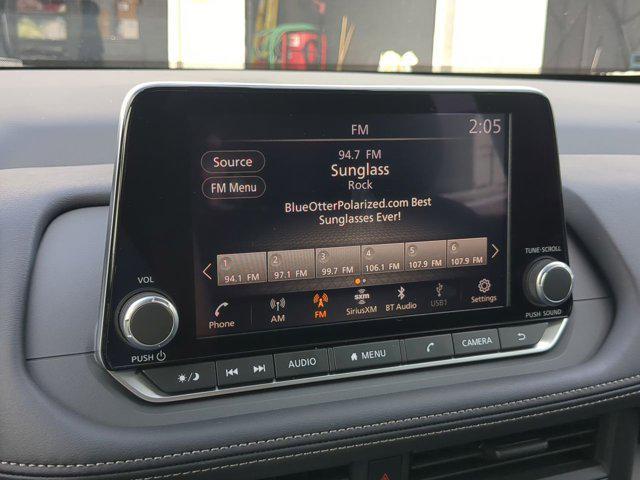 FM
2:05
94.7 FM
Source
Sunglass
Rock
FM Menu
BlueOtterPolarized.com Best
Sunglasses Ever!
1 2 3 4 5 6
94.1 FM 97.1 FM 99.7 FM 106.1 FM 107.9 FM 107.9 FM
Phone AM FM SiriusXM BT Audio USB1 Settings
sxm
VOL
PUSH
TUNE·SCROLL
PUSH SOUND
AUDIO MENU CAMERA